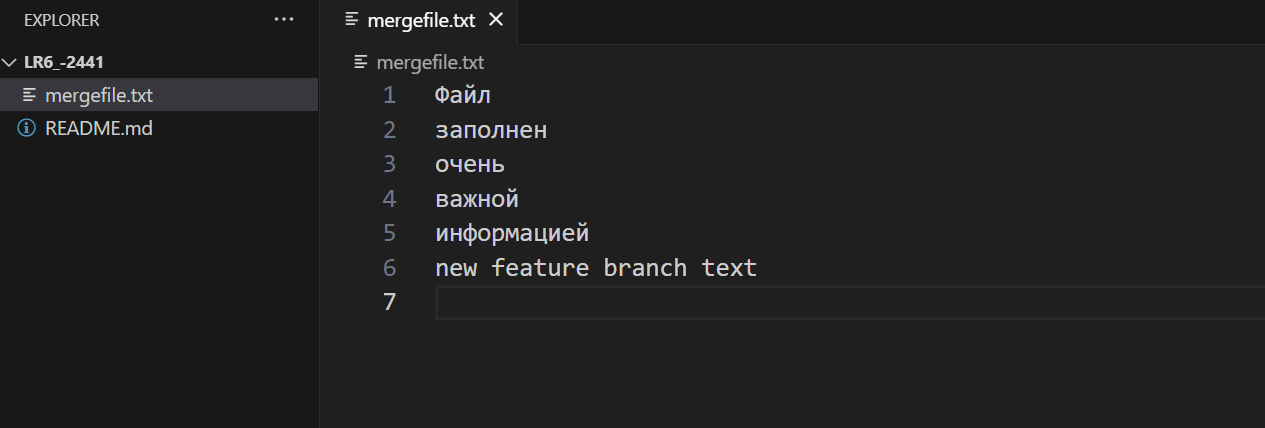 EXPLORER ···
LR6_-2441
mergefile.txt
README.md
mergefile.txt
mergefile.txt
1 Файл
2 заполнен
3 очень
4 важной
5 информацией
6 new feature branch text
7